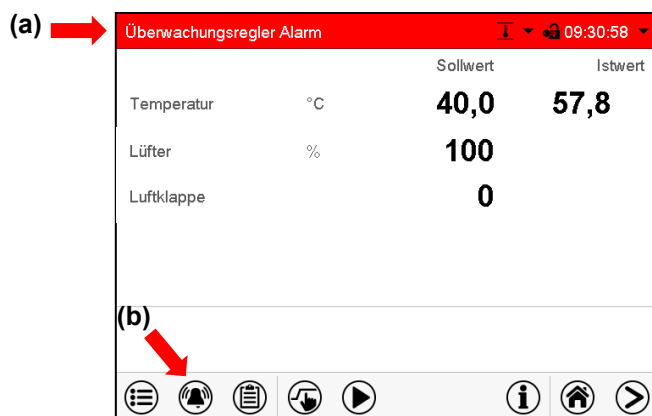 (a)
Überwachungsregler Alarm 09:30:58
Sollwert Istwert
Temperatur °C 40,0 57,8
Lüfter % 100
Luftklappe 0
(b)